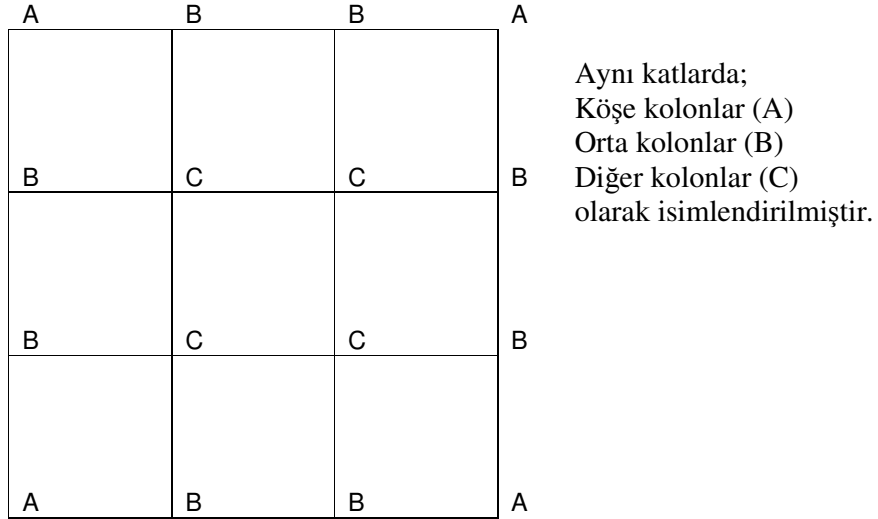 A B B A
Aynı katlarda;
Köşe kolonlar (A)
Orta kolonlar (B)
B C C B
Diğer kolonlar (C)
olarak isimlendirilmiştir.
B C C B
A B B A